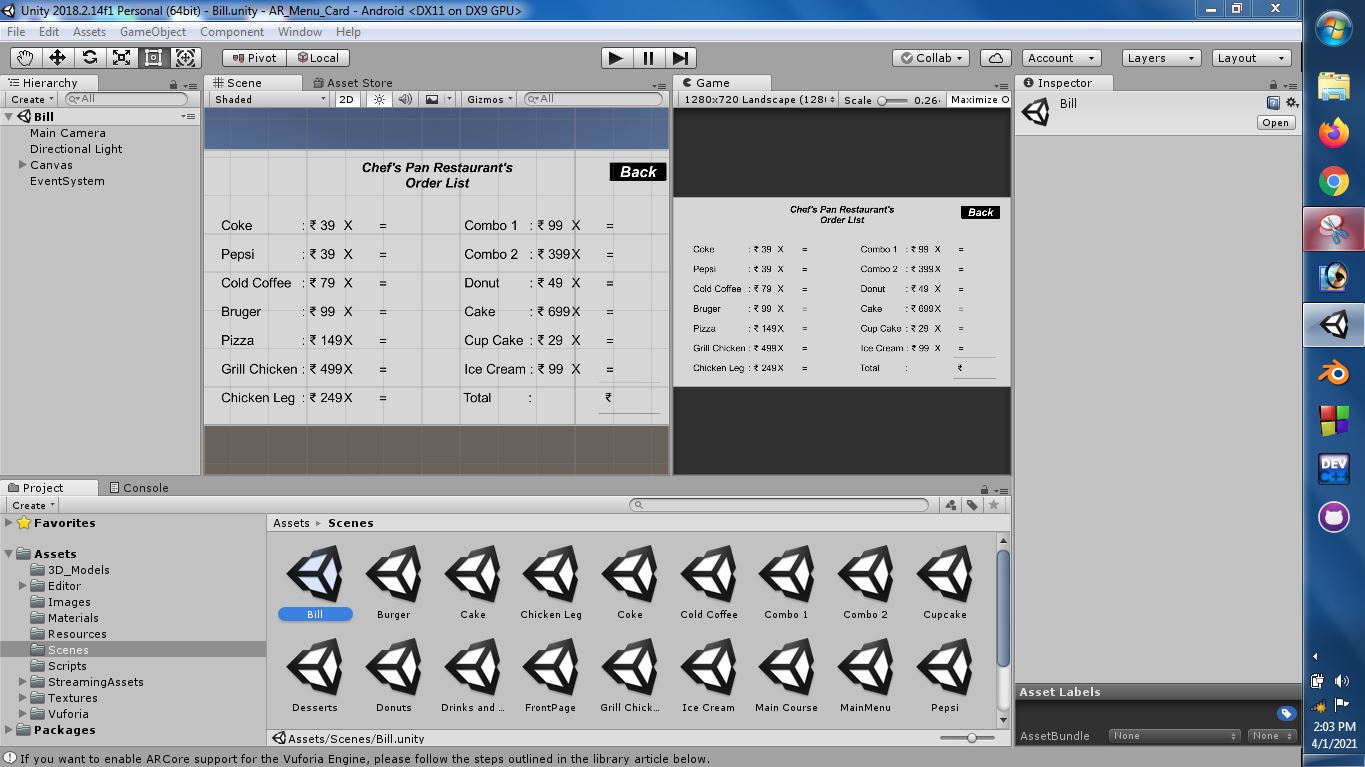 Unity 2018.2.14f1 Personal (64bit) - Bill.unity - AR_Menu_Card - Android <DX11 on DX9 GPU>
File Edit Assets GameObject Component Window Help
Pivot Local Collab Account Layers Layout
Hierarchy
Create All
Bill
Main Camera
Directional Light
Canvas
EventSystem
Scene Asset Store
Shaded 2D Gizmos All
Chef's Pan Restaurant's
Order List
Back
Coke : ₹ 39 X = Combo 1 : ₹ 99 X =
Pepsi : ₹ 39 X = Combo 2 : ₹ 399 X =
Cold Coffee : ₹ 79 X = Donut : ₹ 49 X =
Bruger : ₹ 99 X = Cake : ₹ 699 X =
Pizza : ₹ 149 X = Cup Cake : ₹ 29 X =
Grill Chicken : ₹ 499 X = Ice Cream : ₹ 99 X =
Chicken Leg : ₹ 249 X = Total : ₹
Game
1280x720 Landscape (128 Scale 0.26 Maximize O
Chef's Pan Restaurant's
Order List
Back
Coke : ₹ 39 X = Combo 1 : ₹ 99 X =
Pepsi : ₹ 39 X = Combo 2 : ₹ 399 X =
Cold Coffee : ₹ 79 X = Donut : ₹ 49 X =
Bruger : ₹ 99 X = Cake : ₹ 699 X =
Pizza : ₹ 149 X = Cup Cake : ₹ 29 X =
Grill Chicken : ₹ 499 X = Ice Cream : ₹ 99 X =
Chicken Leg : ₹ 249 X = Total : ₹
Inspector
Bill
Open
Project Console
Create
Favorites
Assets
3D_Models
Editor
Images
Materials
Resources
Scenes
Scripts
StreamingAssets
Textures
Vuforia
Packages
Assets ▸ Scenes
Bill Burger Cake Chicken Leg Coke Cold Coffee Combo 1 Combo 2 Cupcake
Desserts Donuts Drinks and ... FrontPage Grill Chick... Ice Cream Main Course MainMenu Pepsi
Assets/Scenes/Bill.unity
Asset Labels
AssetBundle None None
If you want to enable ARCore support for the Vuforia Engine, please follow the steps outlined in the library article below.
DEV
C++
2:03 PM
4/1/2021